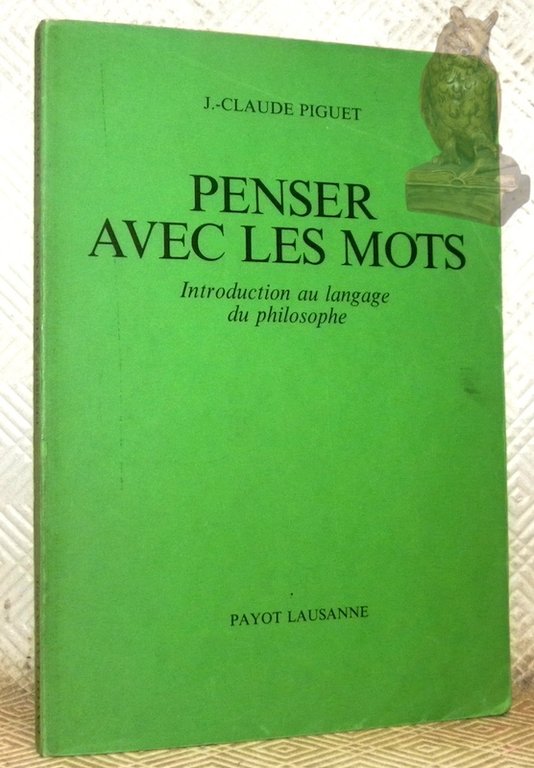 J.-CLAUDE PIGUET
PENSER
AVEC LES MOTS
Introduction au langage
du philosophe
PAYOT LAUSANNE